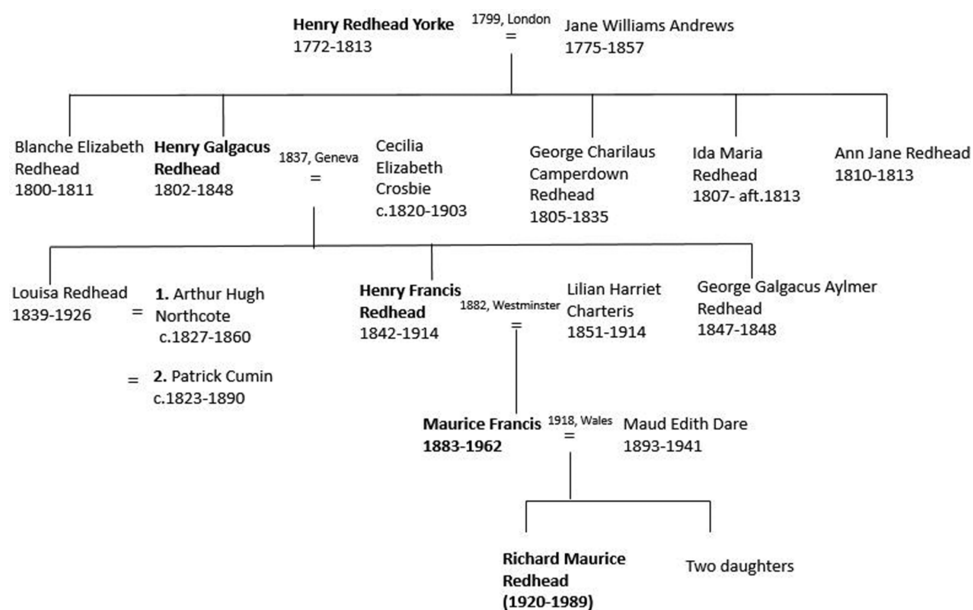 Henry Redhead Yorke
1772-1813
1799, London
=
Jane Williams Andrews
1775-1857
Blanche Elizabeth
Redhead
1800-1811
Henry Galgacus
Redhead
1802-1848
1837, Geneva
=
Cecilia
Elizabeth
Crosbie
c.1820-1903
George Charilaus
Camperdown
Redhead
1805-1835
Ida Maria
Redhead
1807- aft.1813
Ann Jane Redhead
1810-1813
Louisa Redhead
1839-1926
=
1. Arthur Hugh
Northcote
c.1827-1860
=
2. Patrick Cumin
c.1823-1890
Henry Francis
Redhead
1842-1914
1882, Westminster
=
Lilian Harriet
Charteris
1851-1914
George Galgacus Aylmer
Redhead
1847-1848
Maurice Francis
1883-1962
1918, Wales
=
Maud Edith Dare
1893-1941
Richard Maurice
Redhead
(1920-1989)
Two daughters